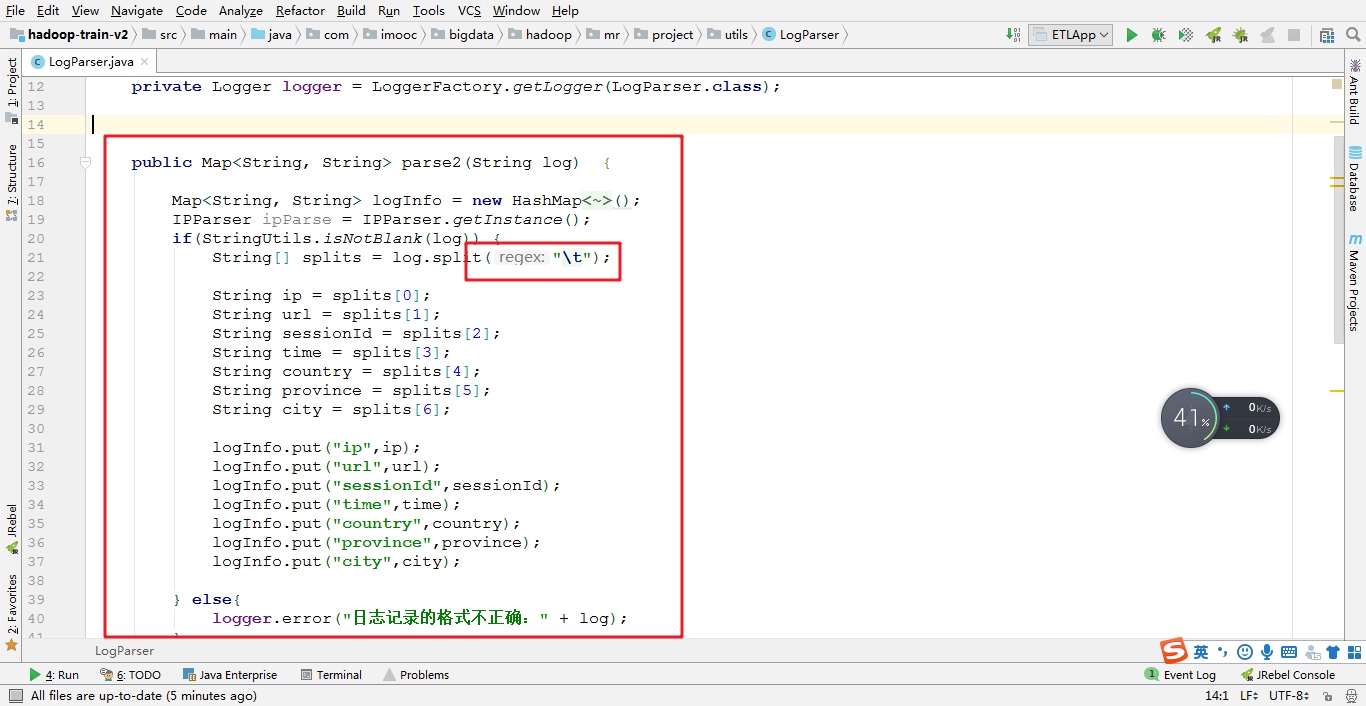 File Edit View Navigate Code Analyze Refactor Build Run Tools VCS Window Help
hadoop-train-v2 src main java com imooc bigdata hadoop mr project utils LogParser ETLApp
LogParser.java
1: Project
7: Structure
JRebel
2: Favorites
12 private Logger logger = LoggerFactory.getLogger(LogParser.class);
13
14
15
16 public Map<String, String> parse2(String log) {
17
18 Map<String, String> logInfo = new HashMap<~>();
19 IPParser ipParse = IPParser.getInstance();
20 if(StringUtils.isNotBlank(log)) {
21 String[] splits = log.split( regex: "\t");
22
23 String ip = splits[0];
24 String url = splits[1];
25 String sessionId = splits[2];
26 String time = splits[3];
27 String country = splits[4];
28 String province = splits[5];
29 String city = splits[6];
30
31 logInfo.put("ip",ip);
32 logInfo.put("url",url);
33 logInfo.put("sessionId",sessionId);
34 logInfo.put("time",time);
35 logInfo.put("country",country);
36 logInfo.put("province",province);
37 logInfo.put("city",city);
38
39 } else{
40 logger.error("日志记录的格式不正确：" + log);
41 }
Ant Build
Database
Maven Projects
41%
0K/s
0K/s
LogParser
英
4: Run 6: TODO Java Enterprise Terminal Problems 1 Event Log JRebel Console
All files are up-to-date (5 minutes ago) 14:1 LF UTF-8